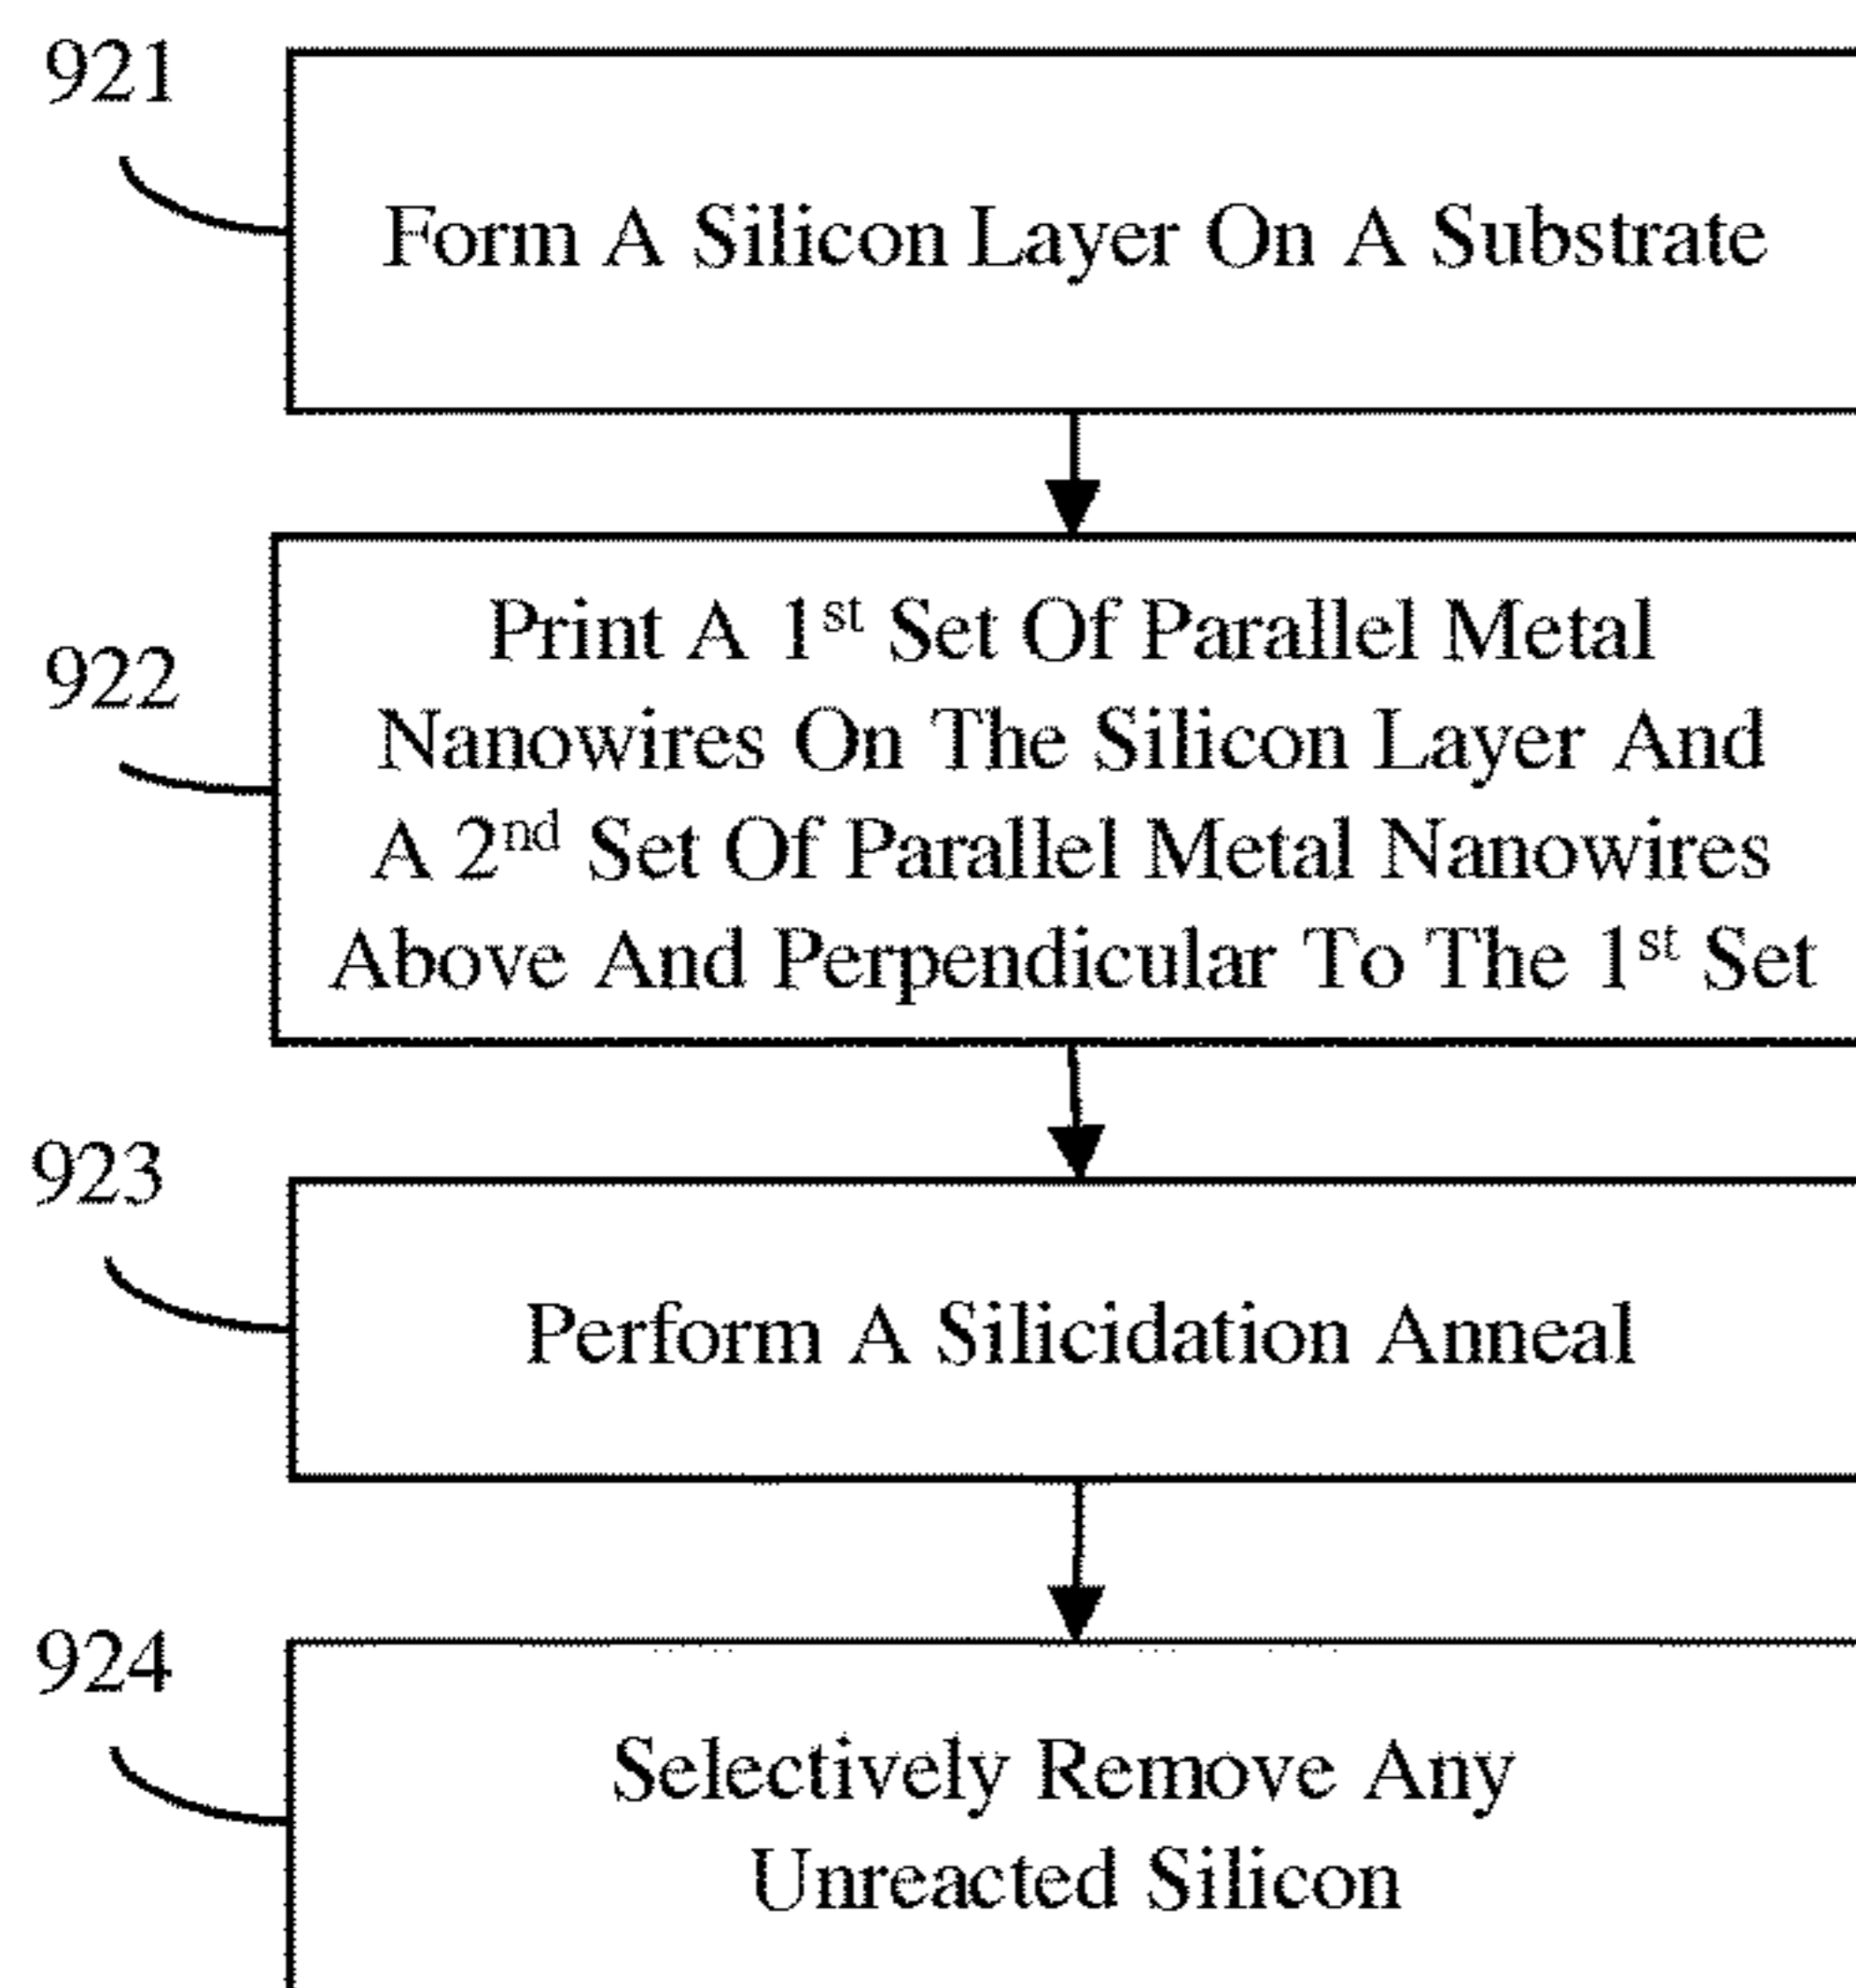 921
Form A Silicon Layer On A Substrate
922
Print A 1st Set Of Parallel Metal
Nanowires On The Silicon Layer And
A 2nd Set Of Parallel Metal Nanowires
Above And Perpendicular To The 1st Set
923
Perform A Silicidation Anneal
924
Selectively Remove Any
Unreacted Silicon